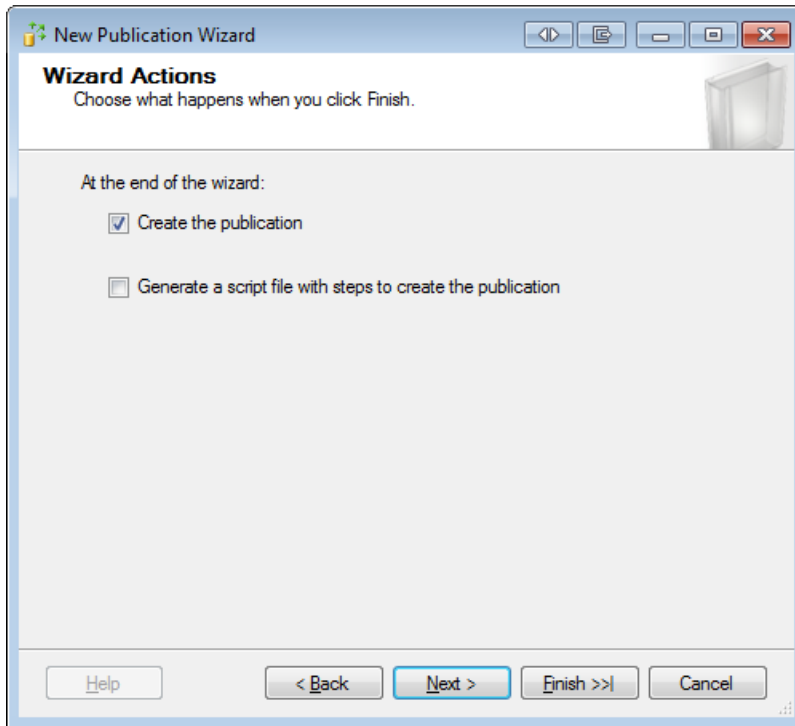 New Publication Wizard
Wizard Actions
Choose what happens when you click Finish.
At the end of the wizard:
Create the publication
Generate a script file with steps to create the publication
Help
< Back
Next >
Finish >>|
Cancel